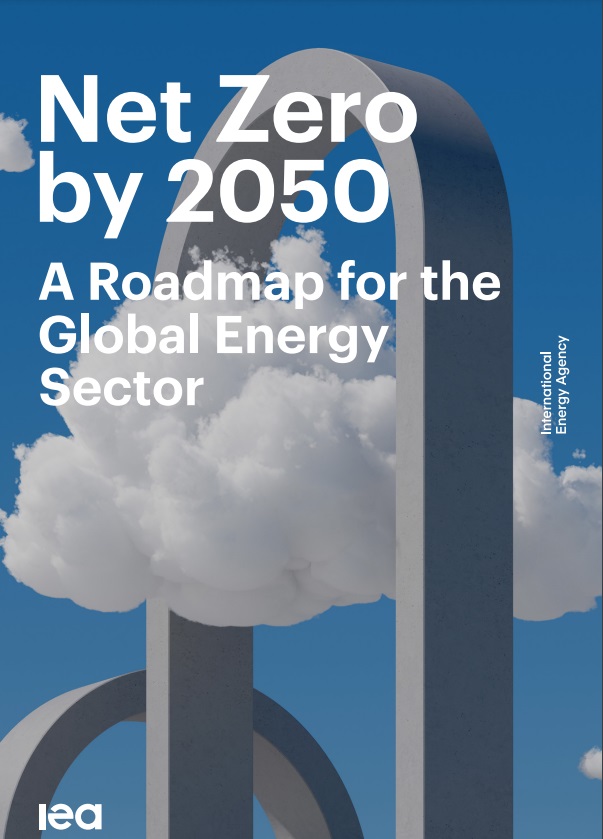 Net Zero
by 2050
A Roadmap for the
Global Energy
Sector
International
Energy Agency
iea